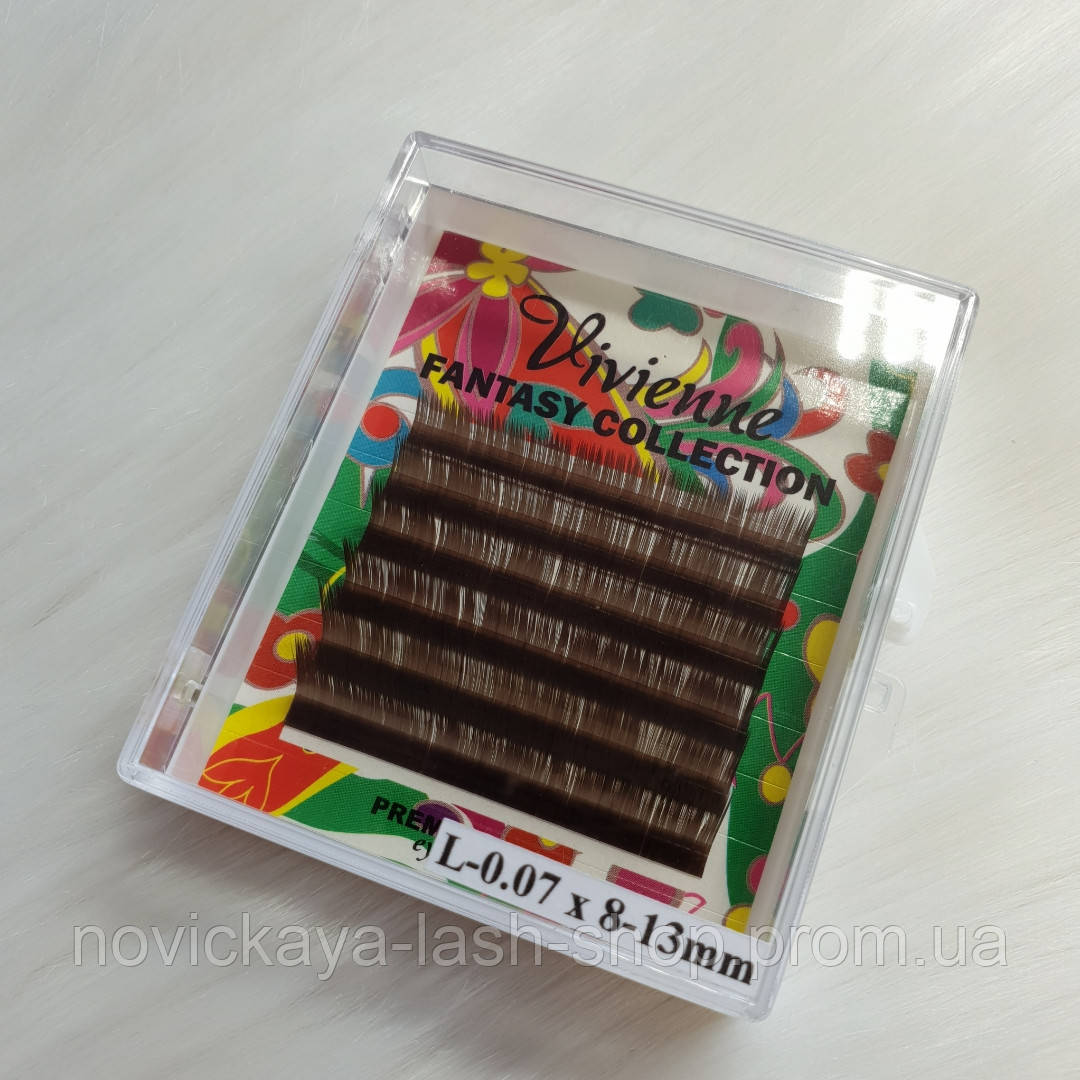 Vivienne
FANTASY COLLECTION
L-0.07 x 8-13mm
novickaya-lash-shop.prom.ua